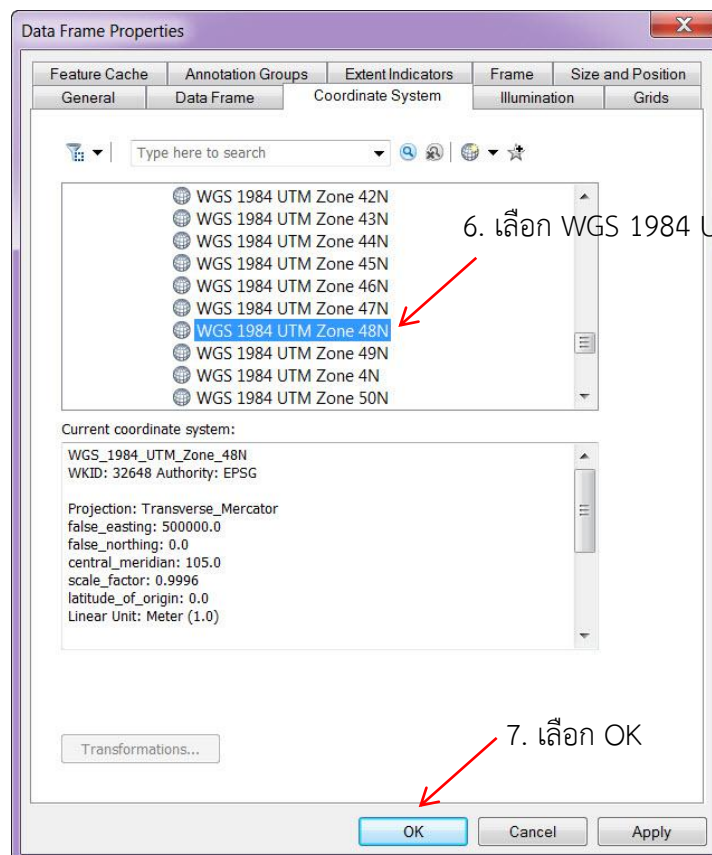 Data Frame Properties
Feature Cache Annotation Groups Extent Indicators Frame Size and Position
General Data Frame Coordinate System Illumination Grids
Type here to search
WGS 1984 UTM Zone 42N
WGS 1984 UTM Zone 43N
6. เลือก WGS 1984 U
WGS 1984 UTM Zone 44N
WGS 1984 UTM Zone 45N
WGS 1984 UTM Zone 46N
WGS 1984 UTM Zone 47N
WGS 1984 UTM Zone 48N
WGS 1984 UTM Zone 49N
WGS 1984 UTM Zone 4N
WGS 1984 UTM Zone 50N
Current coordinate system:
WGS_1984_UTM_Zone_48N
WKID: 32648 Authority: EPSG
Projection: Transverse_Mercator
false_easting: 500000.0
false_northing: 0.0
central_meridian: 105.0
scale_factor: 0.9996
latitude_of_origin: 0.0
Linear Unit: Meter (1.0)
7. เลือก OK
Transformations...
OK Cancel Apply